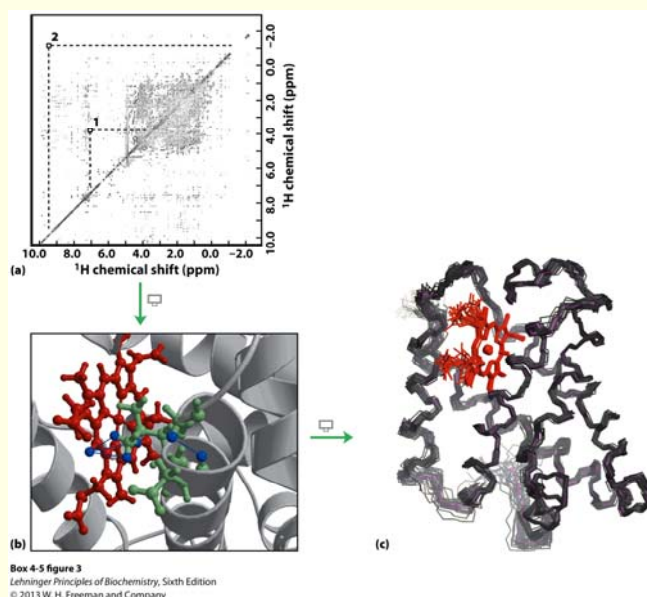 2
1
−2.0
0.0
2.0
4.0
6.0
8.0
10.0
¹H chemical shift (ppm)
10.0 8.0 6.0 4.0 2.0 0.0 −2.0
(a) ¹H chemical shift (ppm)
(b)
(c)
Box 4-5 figure 3
Lehninger Principles of Biochemistry, Sixth Edition
© 2013 W. H. Freeman and Company